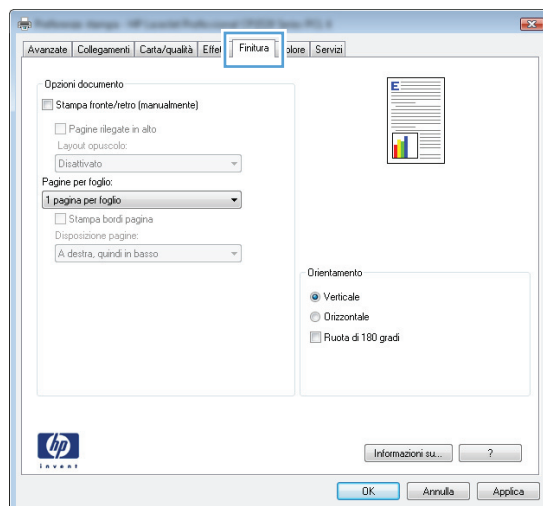 Avanzate Collegamenti Carta/qualità Finitura Servizi
Opzioni documento
Stampa fronte/retro (manualmente)
Pagine rilegate in alto
Layout opuscolo:
Disattivato
Pagine per foglio:
1 pagina per foglio
Stampa bordi pagina
Disposizione pagine:
A destra, quindi in basso
E
Orientamento
Verticale
Orizzontale
Ruota di 180 gradi
hp
invent
Informazioni su... ?
OK Annulla Applica